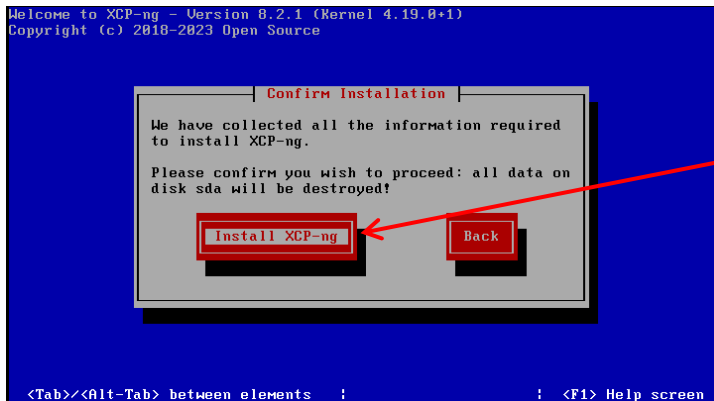 Welcome to XCP-ng - Version 8.2.1 (Kernel 4.19.0+1)
Copyright (c) 2018-2023 Open Source
Confirm Installation
We have collected all the information required
to install XCP-ng.
Please confirm you wish to proceed: all data on
disk sda will be destroyed!
Install XCP-ng Back
<Tab>/<Alt-Tab> between elements | | <F1> Help screen